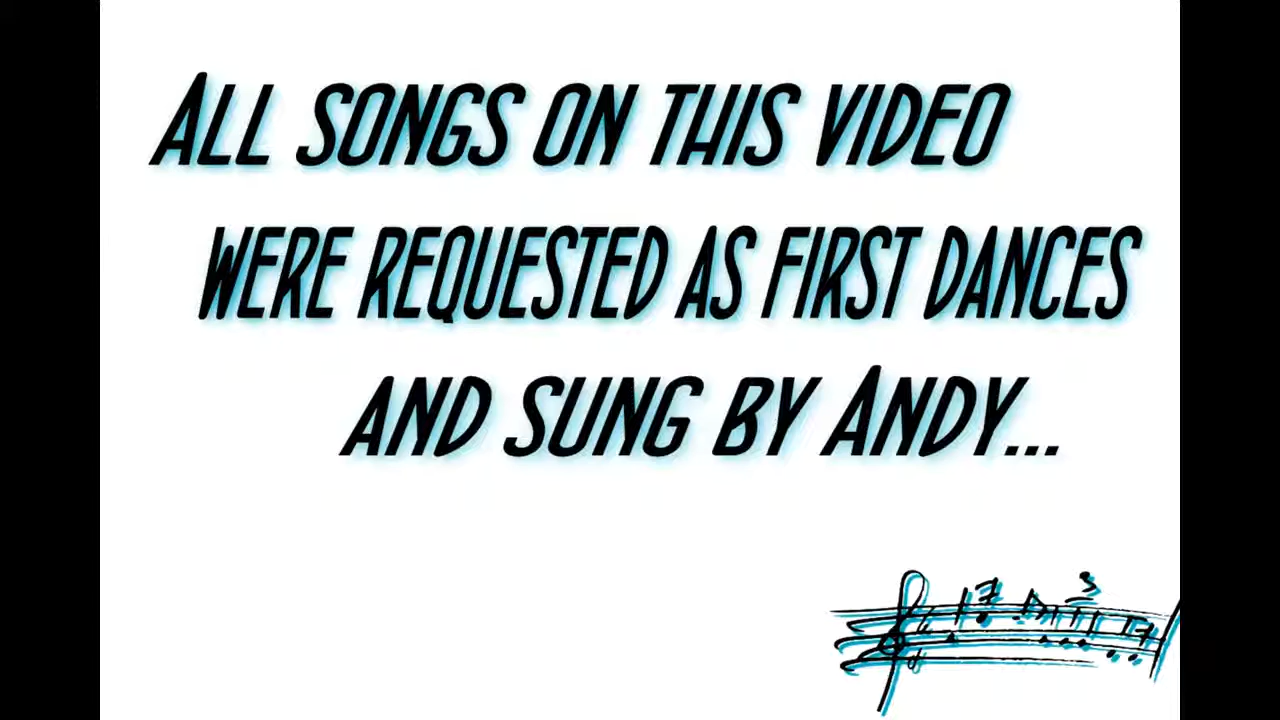 All songs on this video
were requested as first dances
and sung by Andy...